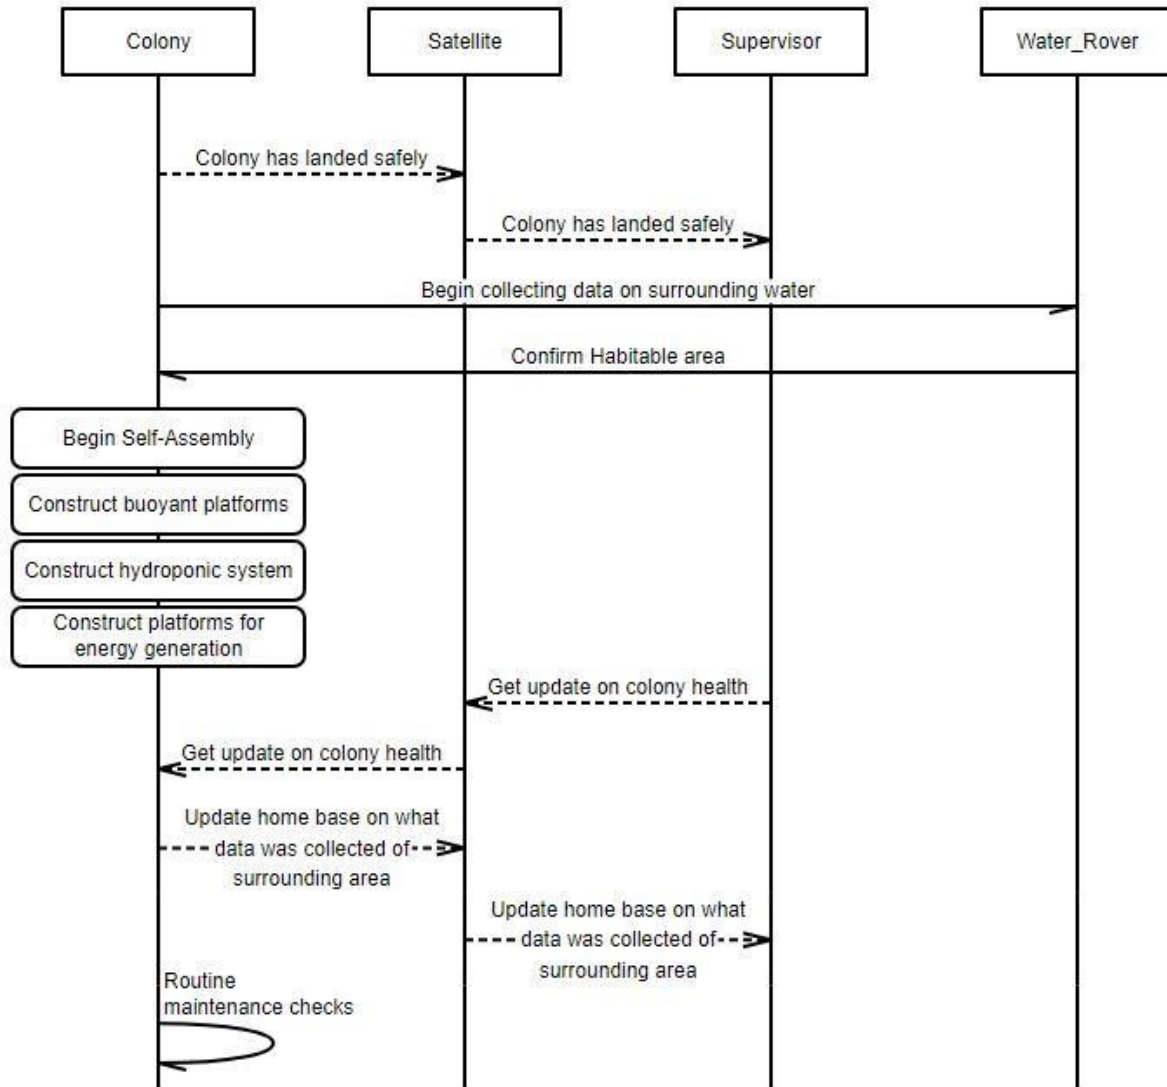 Colony
Satellite
Supervisor
Water_Rover
Colony has landed safely
Colony has landed safely
Begin collecting data on surrounding water
Confirm Habitable area
Begin Self-Assembly
Construct buoyant platforms
Construct hydroponic system
Construct platforms for
energy generation
Get update on colony health
Get update on colony health
Update home base on what
data was collected of
surrounding area
Update home base on what
data was collected of
surrounding area
Routine
maintenance checks